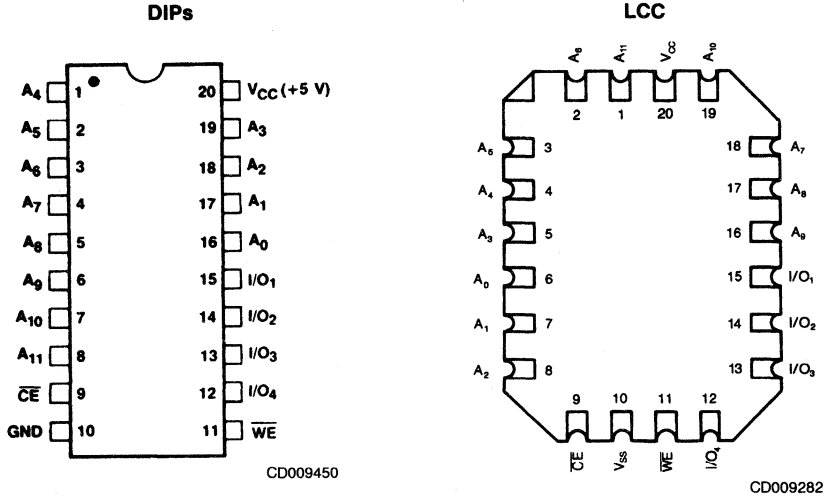 DIPs
A4 1 20 VCC (+5 V)
A5 2 19 A3
A6 3 18 A2
A7 4 17 A1
A8 5 16 A0
A9 6 15 I/O1
A10 7 14 I/O2
A11 8 13 I/O3
CE 9 12 I/O4
GND 10 11 WE
CD009450
LCC
A6 A11 VCC A10
2 1 20 19
A5 3 18 A7
A4 4 17 A8
A3 5 16 A9
A0 6 15 I/O1
A1 7 14 I/O2
A2 8 13 I/O3
9 10 11 12
CE VSS WE I/O4
CD009282